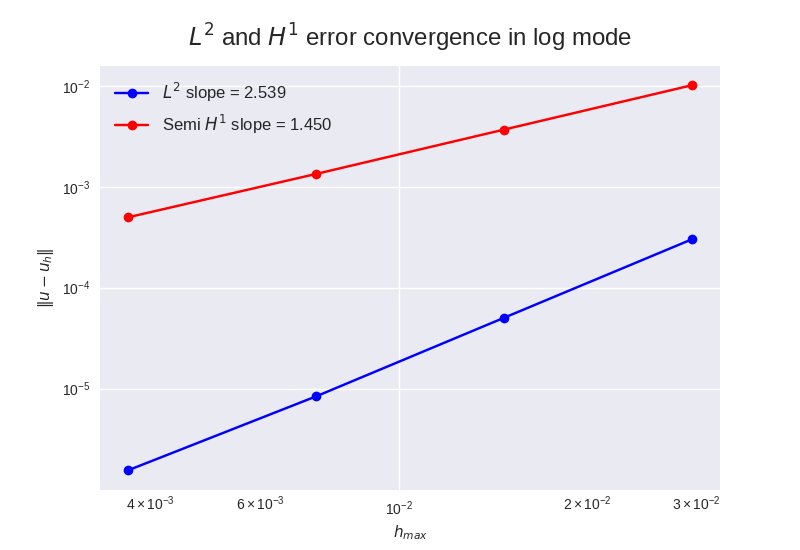 L² and H¹ error convergence in log mode
L² slope = 2.539
Semi H¹ slope = 1.450
‖u − uₕ‖
10⁻²
10⁻³
10⁻⁴
10⁻⁵
4 × 10⁻³ 6 × 10⁻³ 10⁻² 2 × 10⁻² 3 × 10⁻²
hₘₐₓ